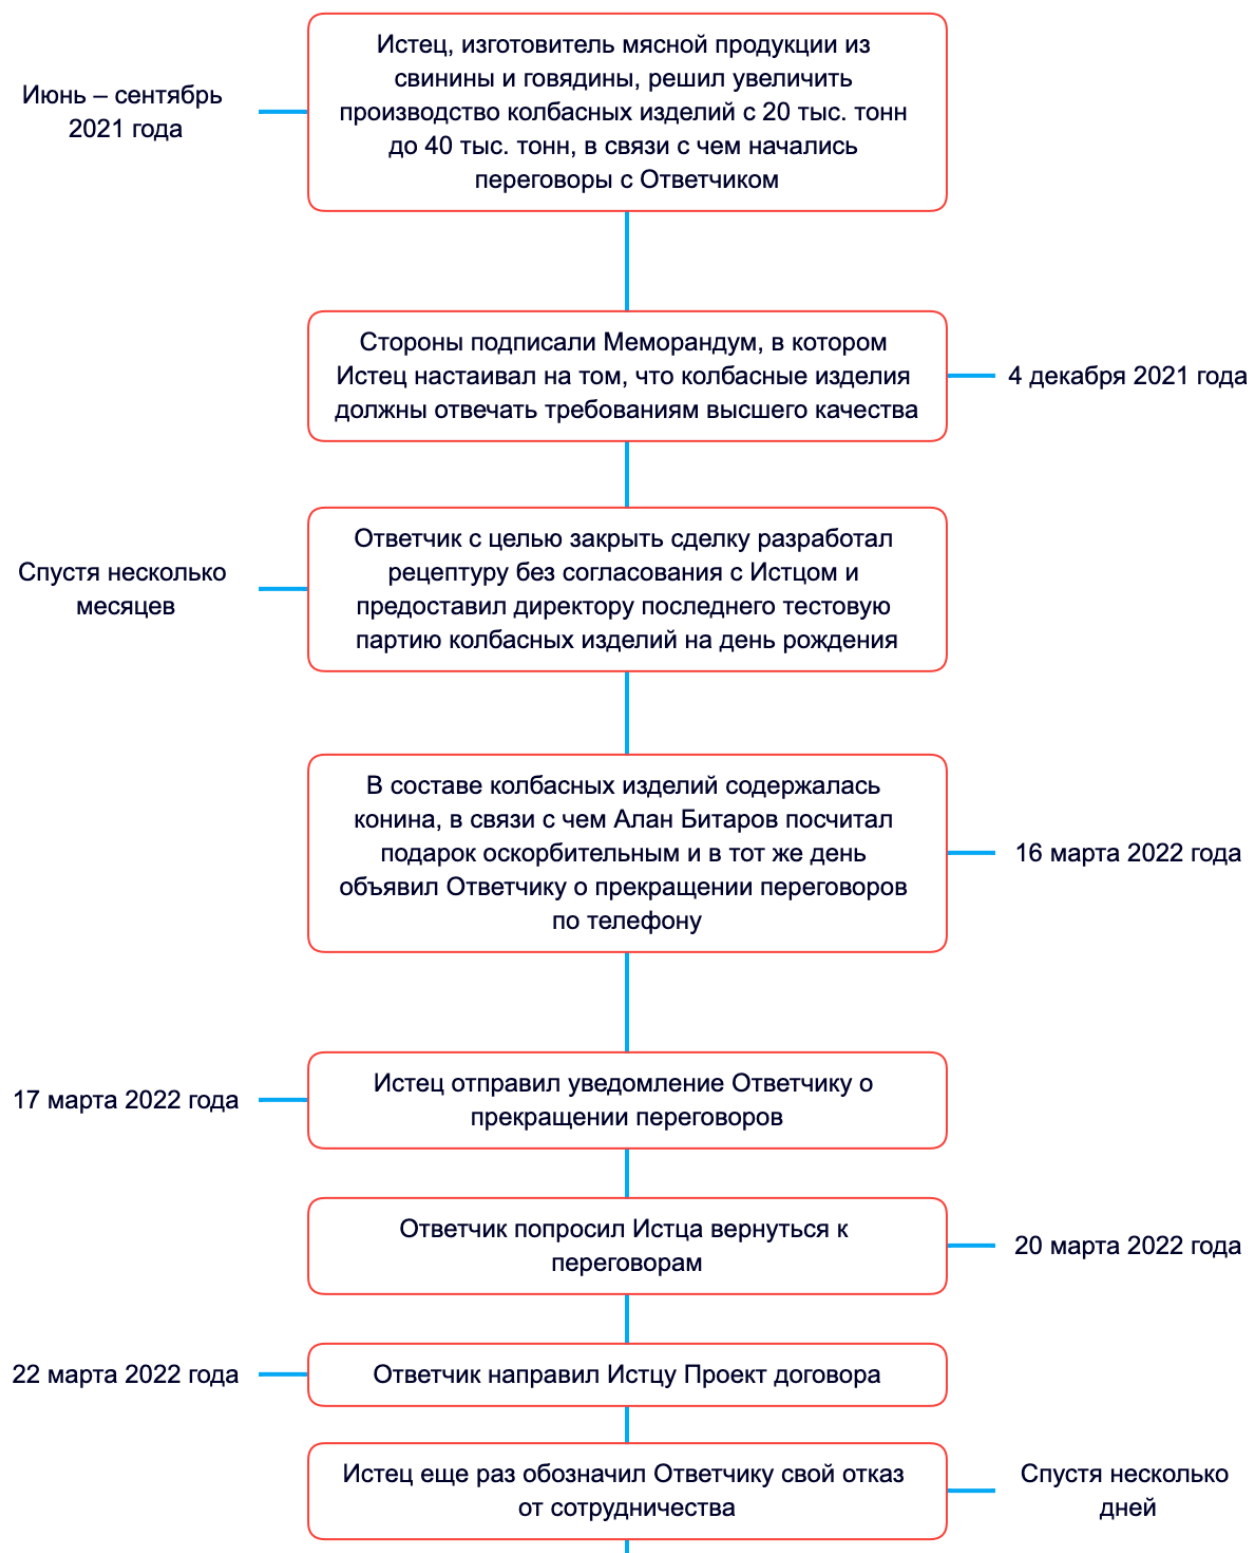 Июнь – сентябрь
2021 года
Истец, изготовитель мясной продукции из
свинины и говядины, решил увеличить
производство колбасных изделий с 20 тыс. тонн
до 40 тыс. тонн, в связи с чем начались
переговоры с Ответчиком
Стороны подписали Меморандум, в котором
Истец настаивал на том, что колбасные изделия
должны отвечать требованиям высшего качества
4 декабря 2021 года
Спустя несколько
месяцев
Ответчик с целью закрыть сделку разработал
рецептуру без согласования с Истцом и
предоставил директору последнего тестовую
партию колбасных изделий на день рождения
В составе колбасных изделий содержалась
конина, в связи с чем Алан Битаров посчитал
подарок оскорбительным и в тот же день
объявил Ответчику о прекращении переговоров
по телефону
16 марта 2022 года
17 марта 2022 года
Истец отправил уведомление Ответчику о
прекращении переговоров
Ответчик попросил Истца вернуться к
переговорам
20 марта 2022 года
22 марта 2022 года
Ответчик направил Истцу Проект договора
Истец еще раз обозначил Ответчику свой отказ
от сотрудничества
Спустя несколько
дней